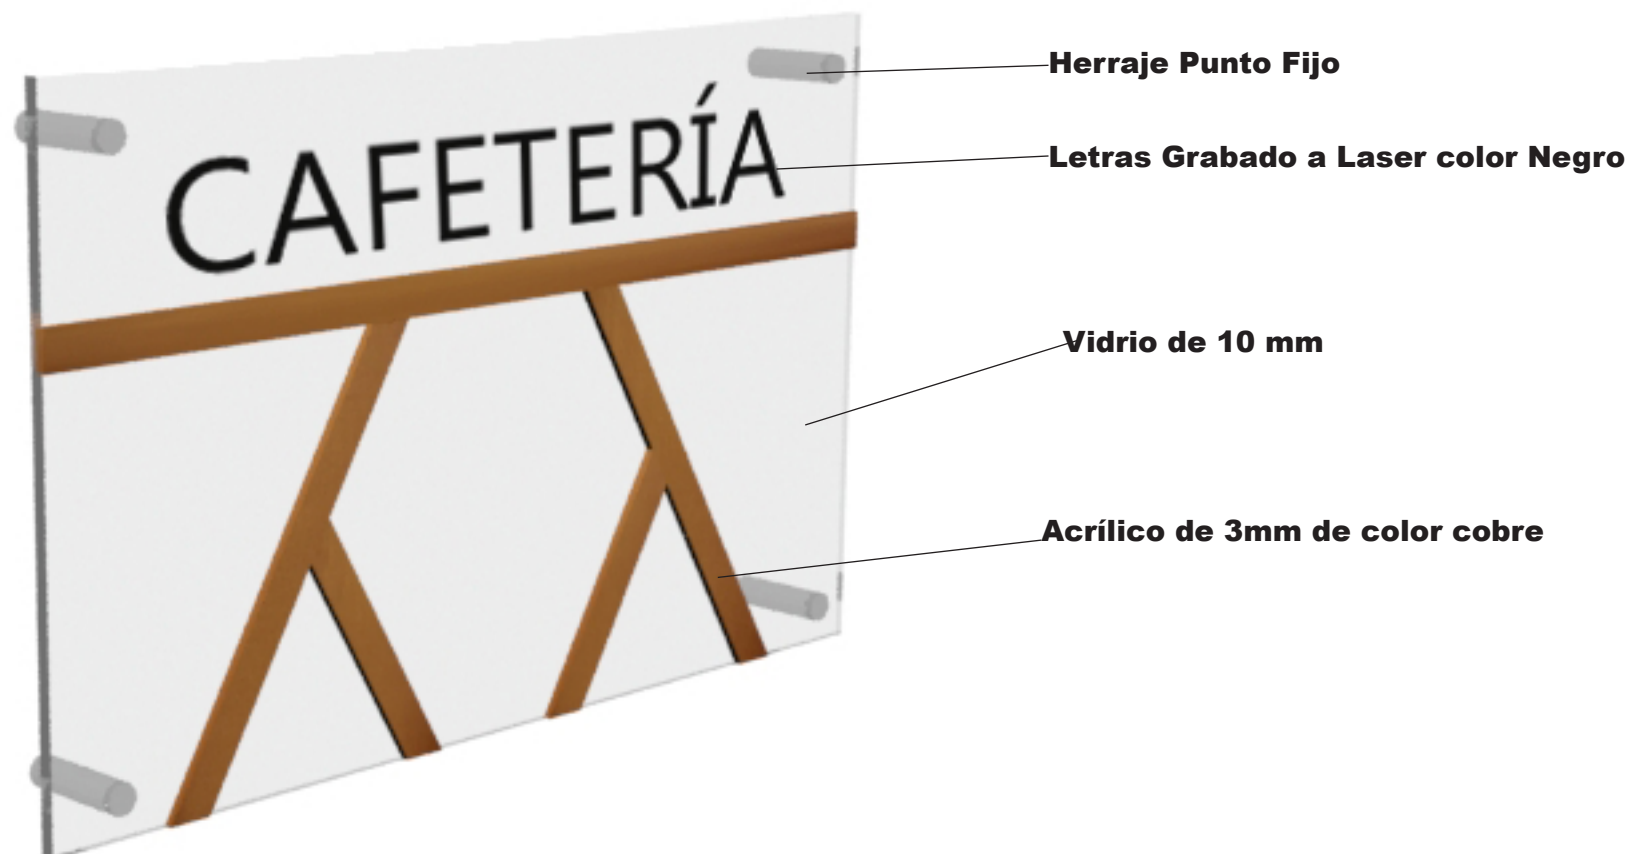 Herraje Punto Fijo
CAFETERÍA
Letras Grabado a Laser color Negro
Vidrio de 10 mm
Acrílico de 3mm de color cobre